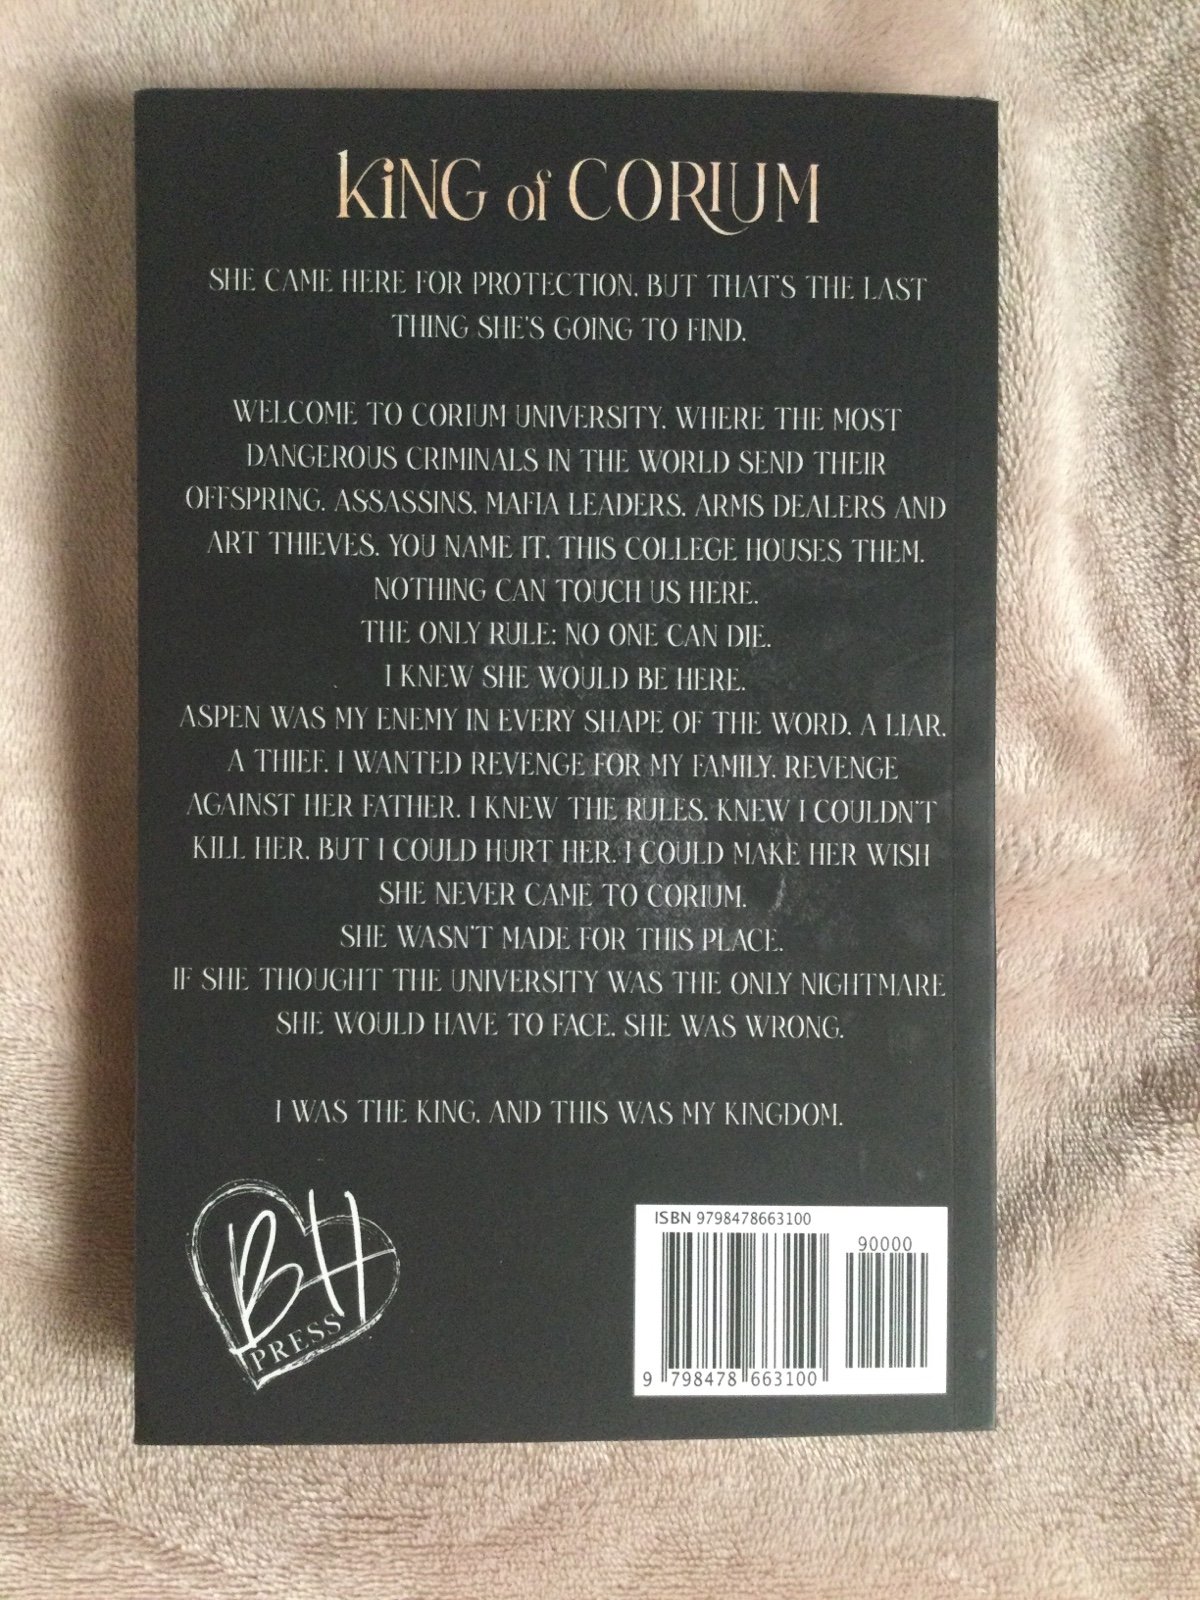 KiNG of CORIUM
SHE CAME HERE FOR PROTECTION, BUT THAT'S THE LAST
THING SHE'S GOING TO FIND.
WELCOME TO CORIUM UNIVERSITY, WHERE THE MOST
DANGEROUS CRIMINALS IN THE WORLD SEND THEIR
OFFSPRING. ASSASSINS, MAFIA LEADERS, ARMS DEALERS AND
ART THIEVES. YOU NAME IT, THIS COLLEGE HOUSES THEM.
NOTHING CAN TOUCH US HERE.
THE ONLY RULE: NO ONE CAN DIE.
I KNEW SHE WOULD BE HERE.
ASPEN WAS MY ENEMY IN EVERY SHAPE OF THE WORD. A LIAR.
A THIEF. I WANTED REVENGE FOR MY FAMILY. REVENGE
AGAINST HER FATHER. I KNEW THE RULES. KNEW I COULDN'T
KILL HER, BUT I COULD HURT HER. I COULD MAKE HER WISH
SHE NEVER CAME TO CORIUM.
SHE WASN'T MADE FOR THIS PLACE.
IF SHE THOUGHT THE UNIVERSITY WAS THE ONLY NIGHTMARE
SHE WOULD HAVE TO FACE, SHE WAS WRONG.
I WAS THE KING, AND THIS WAS MY KINGDOM.
BH
PRESS
ISBN 9798478663100
90000
9 798478 663100